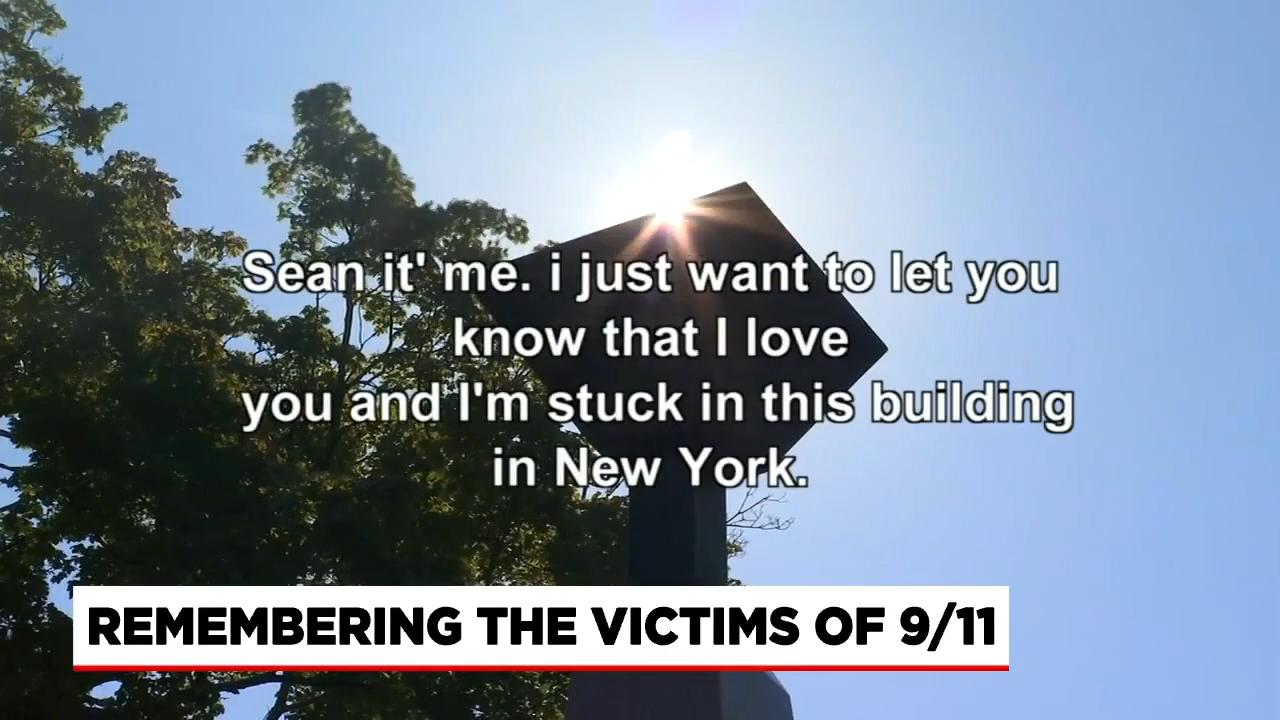 Sean it' me. i just want to let you
know that I love
you and I'm stuck in this building
in New York.
REMEMBERING THE VICTIMS OF 9/11